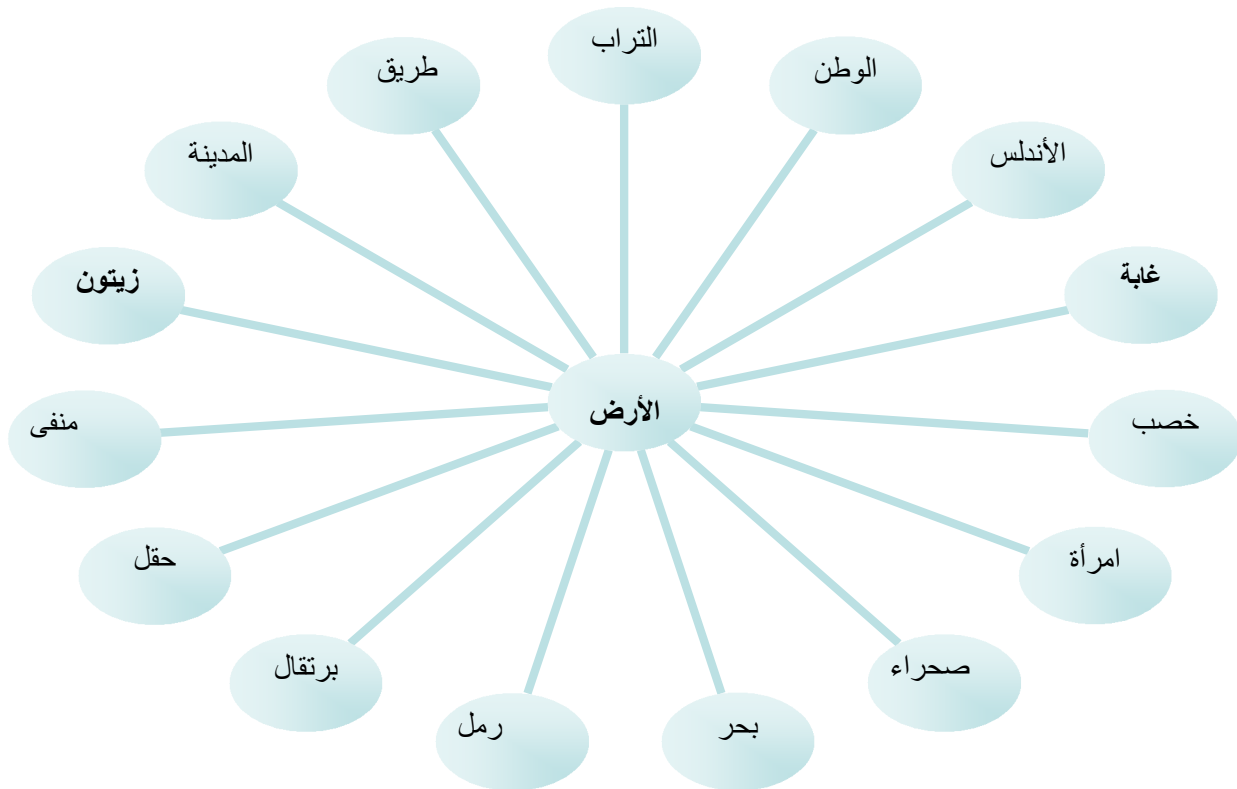 التراب
الوطن
طريق
الأندلس
المدينة
غابة
زيتون
الأرض
خصب
منفى
امرأة
حقل
صحراء
برتقال
بحر
رمل